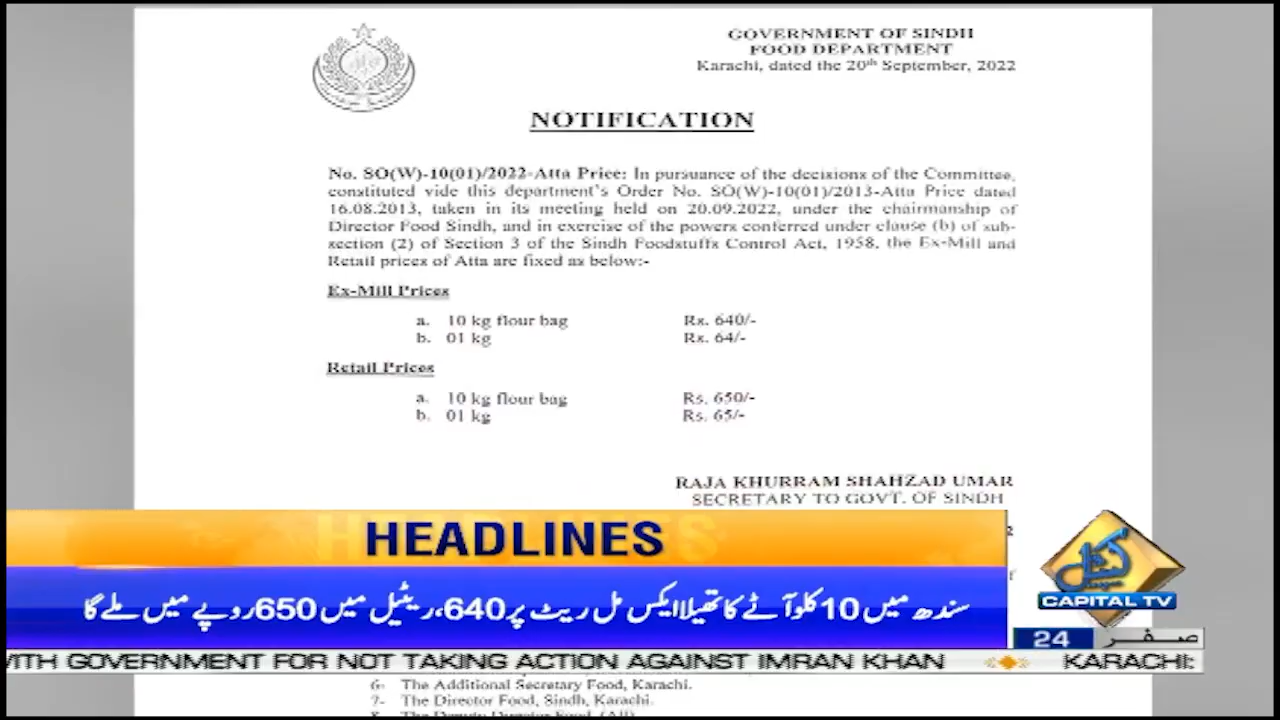 GOVERNMENT OF SINDH
FOOD DEPARTMENT
Karachi, dated the 20th September, 2022
NOTIFICATION
No. SO(W)-10(01)/2022-Atta Price: In pursuance of the decisions of the Committee,
constituted vide this department's Order No. SO(W)-10(01)/2013-Atta Price dated
16.08.2013, taken in its meeting held on 20.09.2022, under the chairmanship of
Director Food Sindh, and in exercise of the powers conferred under clause (b) of sub-
section (2) of Section 3 of the Sindh Foodstuffs Control Act, 1958, the Ex-Mill and
Retail prices of Atta are fixed as below:-
Ex-Mill Prices
a. 10 kg flour bag Rx. 640/-
b. 01 kg Rx. 64/-
Retail Prices
a. 10 kg flour bag Rs. 650/-
b. 01 kg Rs. 65/-
RAJA KHURRAM SHAHZAD UMAR
SECRETARY TO GOVT. OF SINDH
HEADLINES
سندھ میں 10 کلو آٹے کا تھیلا ایکس مل ریٹ پر 640، ریٹیل میں 650 روپے میں ملے گا
کیپٹل
CAPITAL TV
24 صفر
WITH GOVERNMENT FOR NOT TAKING ACTION AGAINST IMRAN KHAN KARACHI:
6- The Additional Secretary Food, Karachi.
7- The Director Food, Sindh, Karachi.
8 The Deputy Director Food, (All)